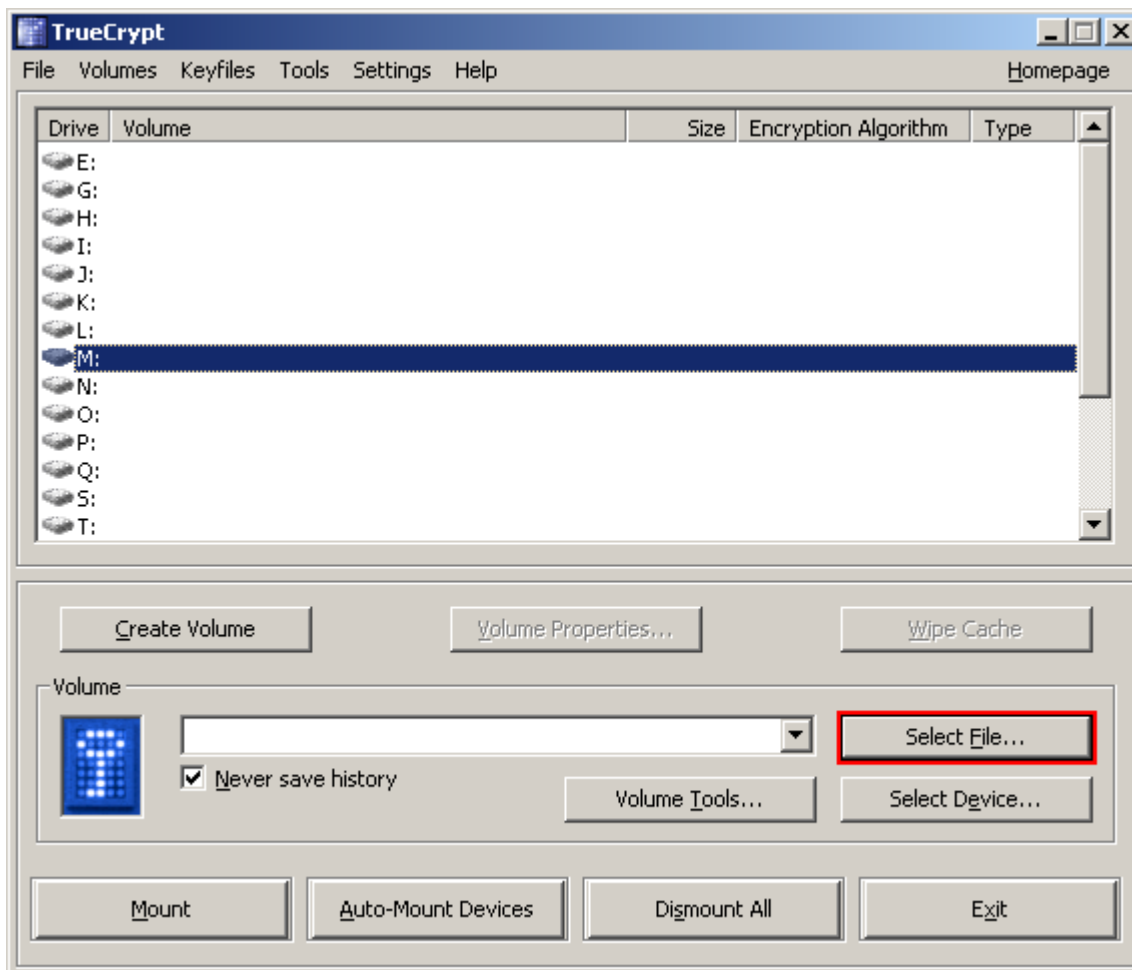 TrueCrypt
File Volumes Keyfiles Tools Settings Help Homepage
Drive Volume Size Encryption Algorithm Type
E:
G:
H:
I:
J:
K:
L:
M:
N:
O:
P:
Q:
S:
T:
Create Volume Volume Properties... Wipe Cache
Volume
Select File...
Never save history
Volume Tools... Select Device...
Mount Auto-Mount Devices Dismount All Exit